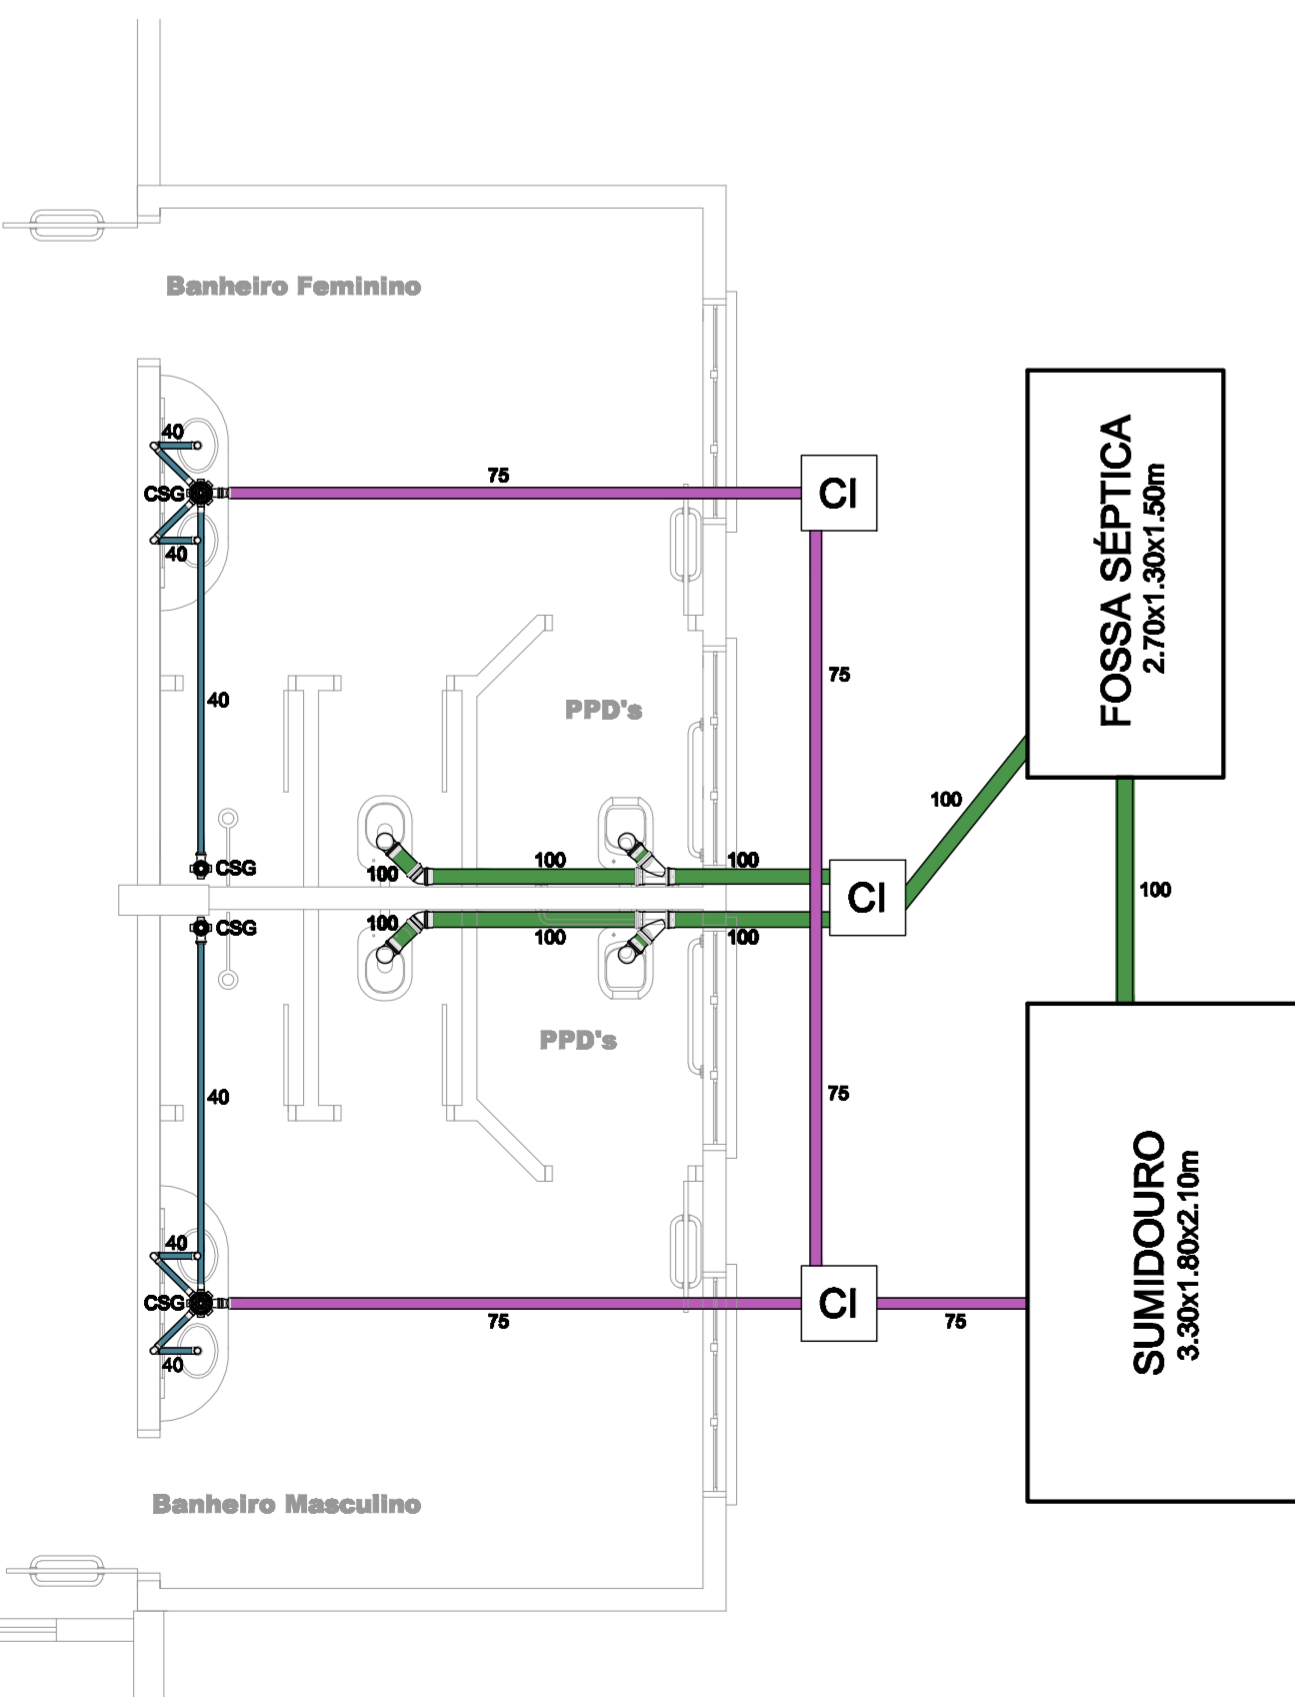 Banheiro Feminino
40
CSG
75
CI
40
FOSSA SÉPTICA
2.70x1.30x1.50m
75
40
PPD's
100
100
100
CSG
100
CI
100
CSG
100
100
100
PPD's
100
40
75
SUMIDOURO
3.30x1.80x2.10m
40
CSG
CI
75
75
40
Banheiro Masculino